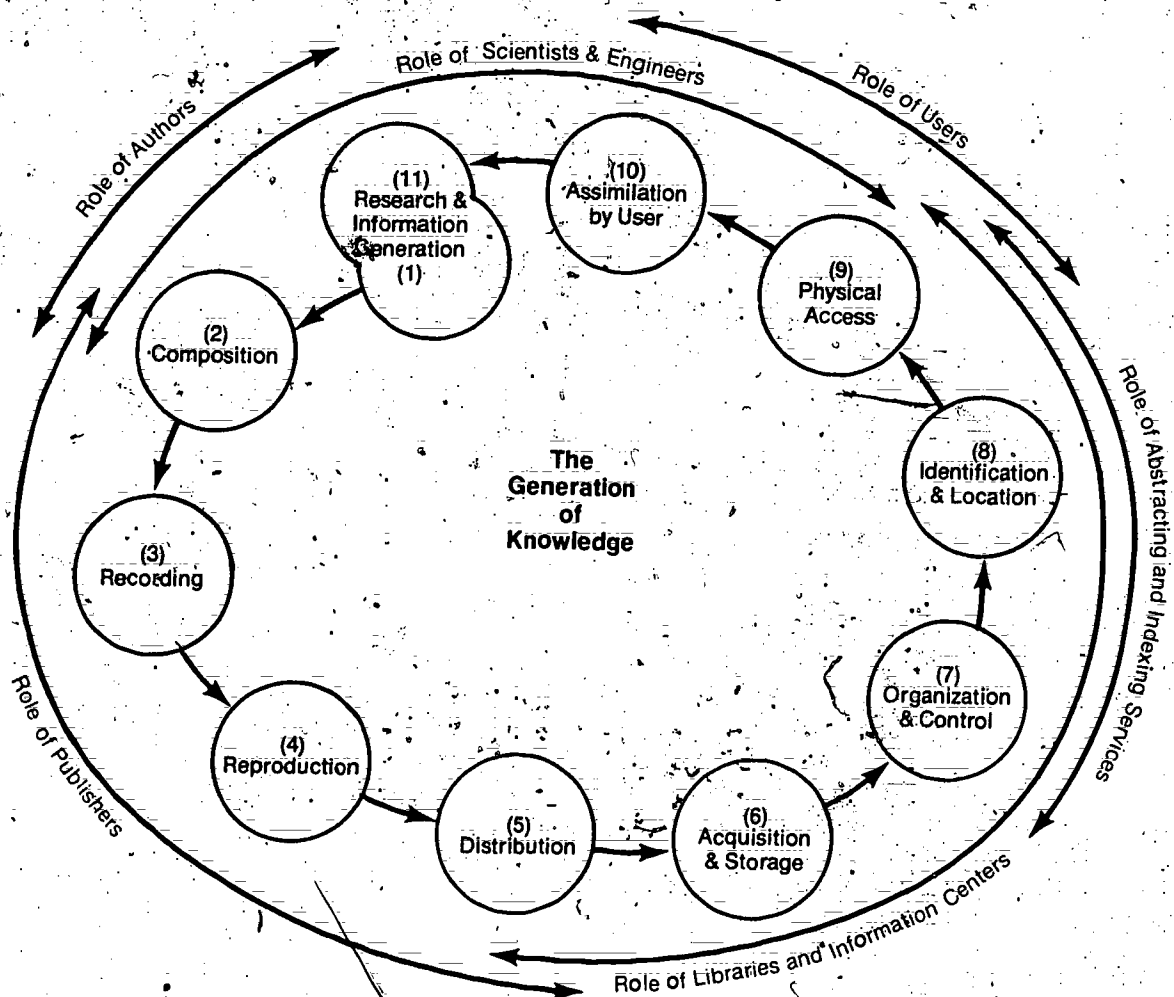 Role of Authors
Role of Scientists & Engineers
Role of Users
(11)
Research &
Information
Generation
(1)
(10)
Assimilation
by User
(9)
Physical
Access
(2)
Composition
(8)
Identification
& Location
The
Generation
of
Knowledge
Role of Abstracting and Indexing Services
(3)
Recording
(7)
Organization
& Control
Role of Publishers
(4)
Reproduction
(5)
Distribution
(6)
Acquisition
& Storage
Role of Libraries and Information Centers